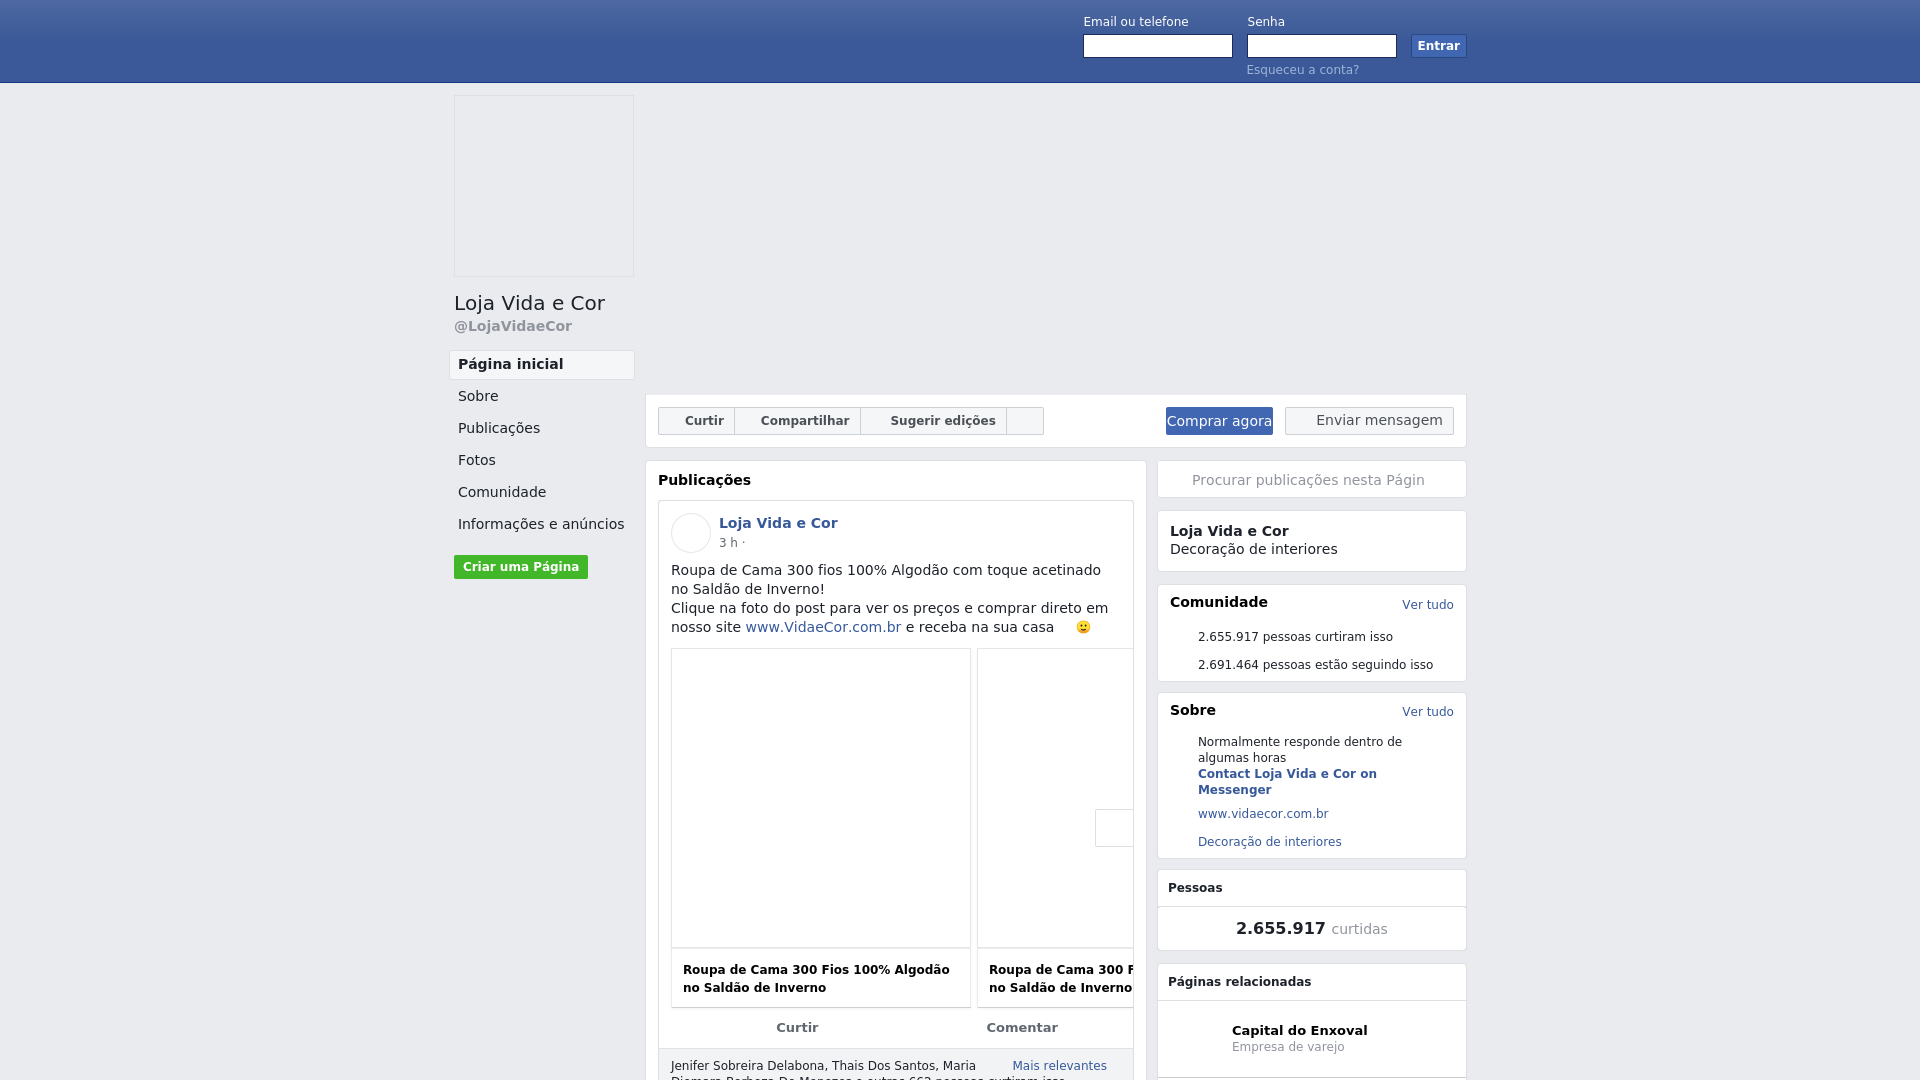 Email ou telefone
Senha
Entrar
Esqueceu a conta?
Loja Vida e Cor
@LojaVidaeCor
Página inicial
Sobre
Publicações
Fotos
Comunidade
Informações e anúncios
Criar uma Página
Curtir
Compartilhar
Sugerir edições
Comprar agora
Enviar mensagem
Publicações
Loja Vida e Cor
3 h ·
Roupa de Cama 300 fios 100% Algodão com toque acetinado
no Saldão de Inverno!
Clique na foto do post para ver os preços e comprar direto em
nosso site www.VidaeCor.com.br e receba na sua casa 🙂
Roupa de Cama 300 Fios 100% Algodão
no Saldão de Inverno
Roupa de Cama 300 F
no Saldão de Inverno
Curtir
Comentar
Jenifer Sobreira Delabona, Thais Dos Santos, Maria
Mais relevantes
Procurar publicações nesta Págin
Loja Vida e Cor
Decoração de interiores
Comunidade
Ver tudo
2.655.917 pessoas curtiram isso
2.691.464 pessoas estão seguindo isso
Sobre
Ver tudo
Normalmente responde dentro de
algumas horas
Contact Loja Vida e Cor on
Messenger
www.vidaecor.com.br
Decoração de interiores
Pessoas
2.655.917 curtidas
Páginas relacionadas
Capital do Enxoval
Empresa de varejo